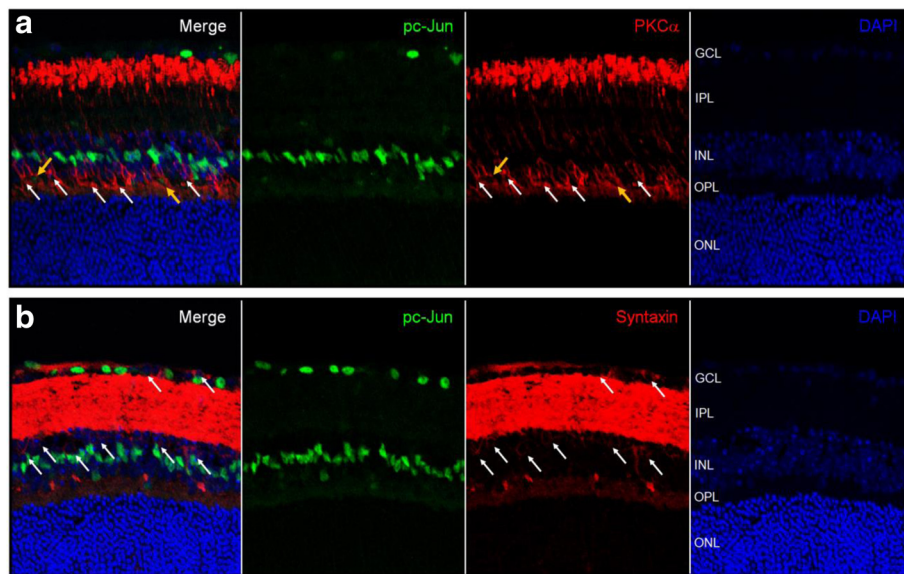 a
Merge
pc-Jun
PKCα
DAPI
GCL
IPL
INL
OPL
ONL
b
Merge
pc-Jun
Syntaxin
DAPI
GCL
IPL
INL
OPL
ONL